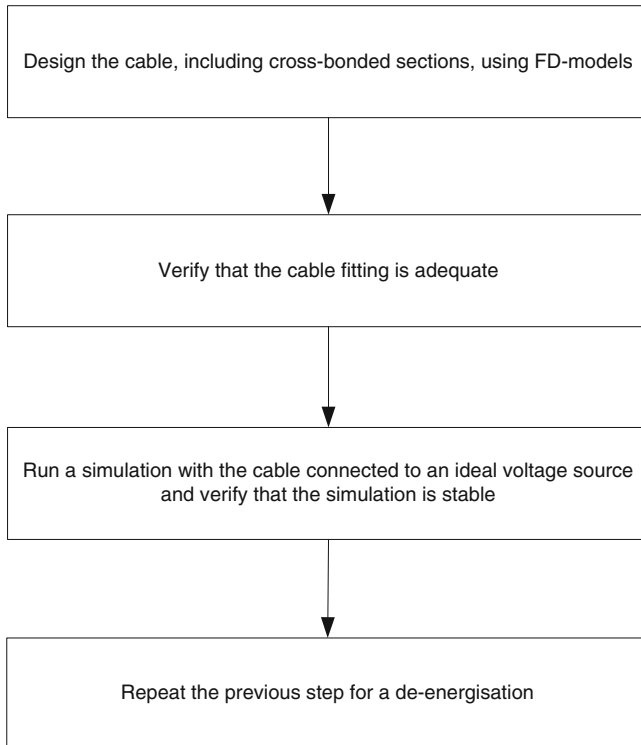 Design the cable, including cross-bonded sections, using FD-models
Verify that the cable fitting is adequate
Run a simulation with the cable connected to an ideal voltage source
and verify that the simulation is stable
Repeat the previous step for a de-energisation